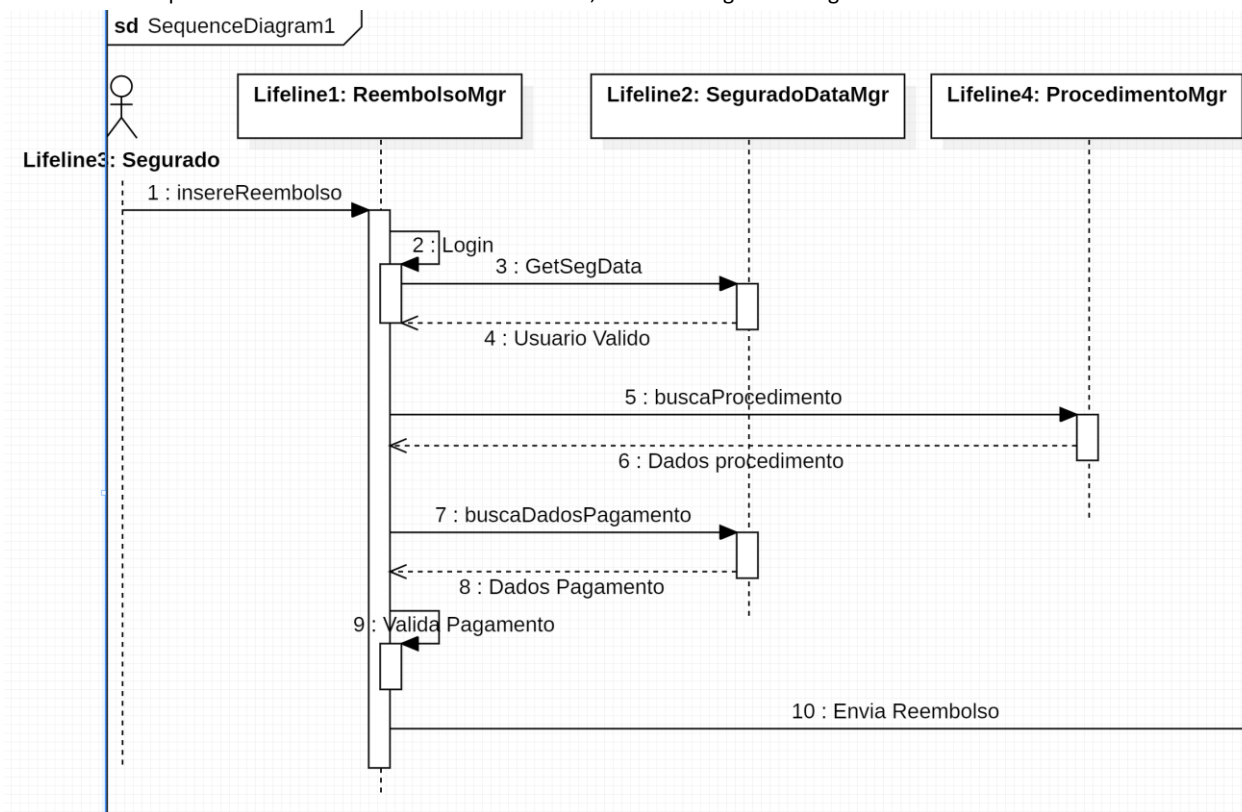 sd SequenceDiagram1
Lifeline1: ReembolsoMgr
Lifeline2: SeguradoDataMgr
Lifeline4: ProcedimentoMgr
Lifeline3: Segurado
1 : insereReembolso
2 : Login
3 : GetSegData
4 : Usuario Valido
5 : buscaProcedimento
6 : Dados procedimento
7 : buscaDadosPagamento
8 : Dados Pagamento
9 : Valida Pagamento
10 : Envia Reembolso